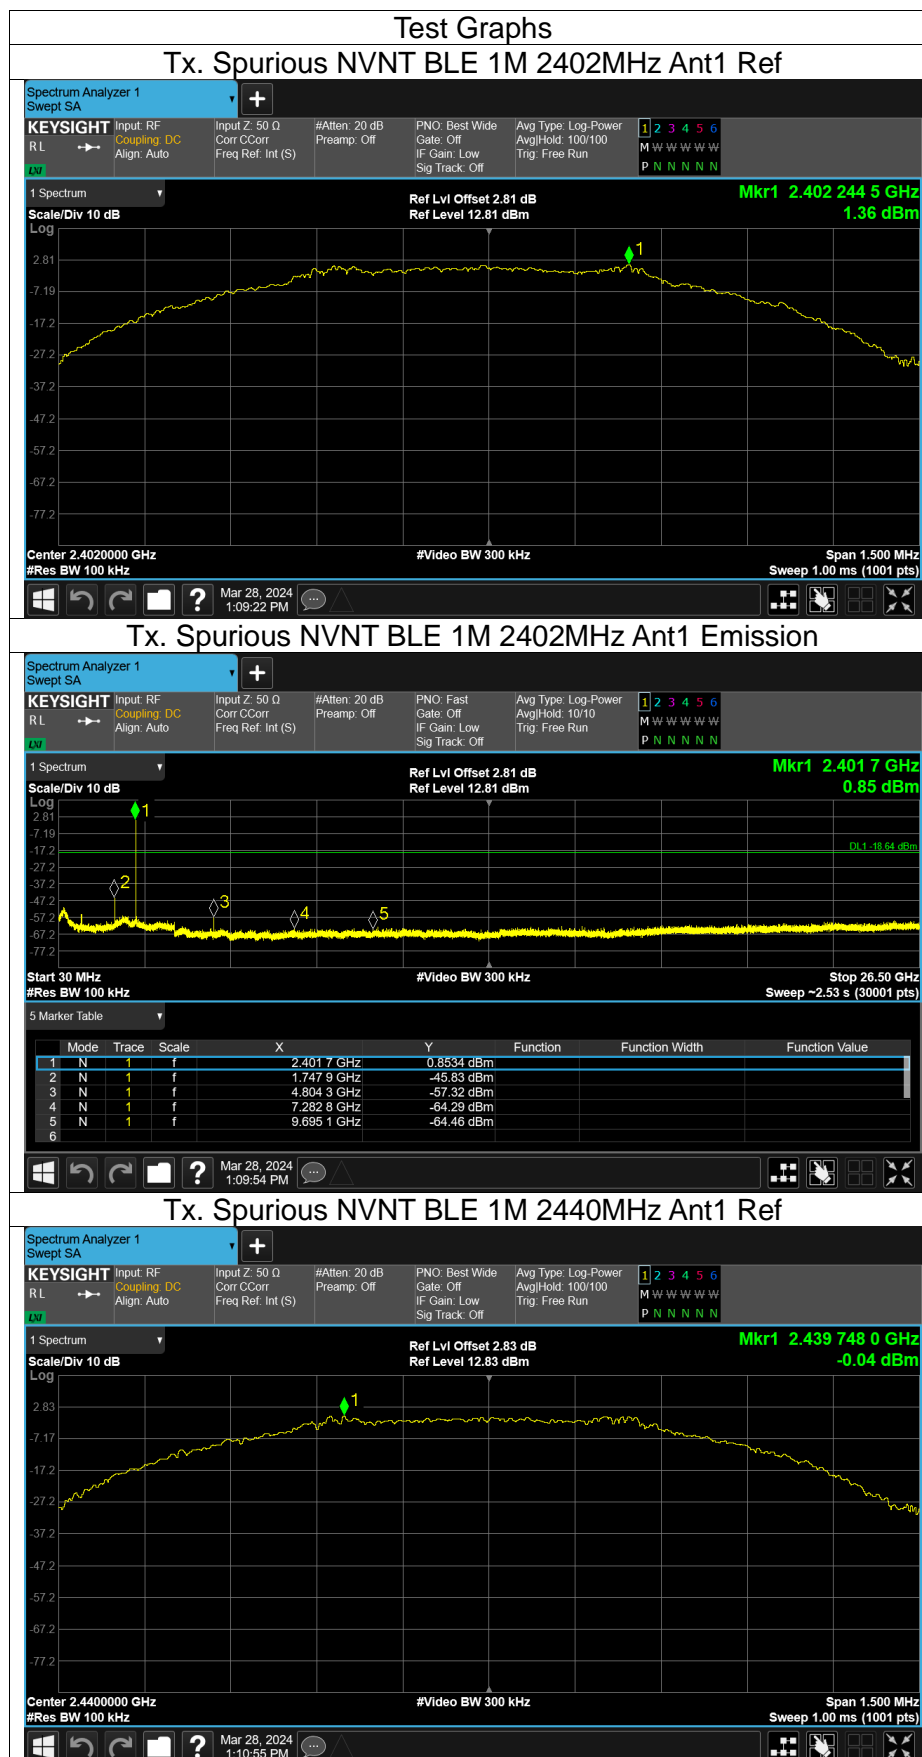 Test Graphs
Tx. Spurious NVNT BLE 1M 2402MHz Ant1 Ref
Spectrum Analyzer 1
Swept SA
+
KEYSIGHT Input: RF Input Z: 50 Ω #Atten: 20 dB PNO: Best Wide Avg Type: Log-Power 1 2 3 4 5 6
RL Coupling: DC Corr CCorr Preamp: Off Gate: Off Avg|Hold: 100/100 M W W W W W
Align: Auto Freq Ref: Int (S) IF Gain: Low Trig: Free Run
LXI Sig Track: Off P N N N N N
1 Spectrum Ref Lvl Offset 2.81 dB Mkr1 2.402 244 5 GHz
Scale/Div 10 dB Ref Level 12.81 dBm 1.36 dBm
Log
1
2.81
-7.19
-17.2
-27.2
-37.2
-47.2
-57.2
-67.2
-77.2
Center 2.4020000 GHz #Video BW 300 kHz Span 1.500 MHz
#Res BW 100 kHz Sweep 1.00 ms (1001 pts)
? Mar 28, 2024
1:09:22 PM
Tx. Spurious NVNT BLE 1M 2402MHz Ant1 Emission
Spectrum Analyzer 1
Swept SA
+
KEYSIGHT Input: RF Input Z: 50 Ω #Atten: 20 dB PNO: Fast Avg Type: Log-Power 1 2 3 4 5 6
RL Coupling: DC Corr CCorr Preamp: Off Gate: Off Avg|Hold: 10/10 M W W W W W
Align: Auto Freq Ref: Int (S) IF Gain: Low Trig: Free Run
LXI Sig Track: Off P N N N N N
1 Spectrum Ref Lvl Offset 2.81 dB Mkr1 2.401 7 GHz
Scale/Div 10 dB Ref Level 12.81 dBm 0.85 dBm
Log
1
2.81
-7.19
-17.2 DL1 -18.64 dBm
-27.2
-37.2 2
-47.2 3
-57.2 4 5
-67.2
-77.2
Start 30 MHz #Video BW 300 kHz Stop 26.50 GHz
#Res BW 100 kHz Sweep ~2.53 s (30001 pts)
5 Marker Table
Mode Trace Scale X Y Function Function Width Function Value
1 N 1 f 2.401 7 GHz 0.8534 dBm
2 N 1 f 1.747 9 GHz -45.83 dBm
3 N 1 f 4.804 3 GHz -57.32 dBm
4 N 1 f 7.282 8 GHz -64.29 dBm
5 N 1 f 9.695 1 GHz -64.46 dBm
6
? Mar 28, 2024
1:09:54 PM
Tx. Spurious NVNT BLE 1M 2440MHz Ant1 Ref
Spectrum Analyzer 1
Swept SA
+
KEYSIGHT Input: RF Input Z: 50 Ω #Atten: 20 dB PNO: Best Wide Avg Type: Log-Power 1 2 3 4 5 6
RL Coupling: DC Corr CCorr Preamp: Off Gate: Off Avg|Hold: 100/100 M W W W W W
Align: Auto Freq Ref: Int (S) IF Gain: Low Trig: Free Run
LXI Sig Track: Off P N N N N N
1 Spectrum Ref Lvl Offset 2.83 dB Mkr1 2.439 748 0 GHz
Scale/Div 10 dB Ref Level 12.83 dBm -0.04 dBm
Log
1
2.83
-7.17
-17.2
-27.2
-37.2
-47.2
-57.2
-67.2
-77.2
Center 2.4400000 GHz #Video BW 300 kHz Span 1.500 MHz
#Res BW 100 kHz Sweep 1.00 ms (1001 pts)
? Mar 28, 2024
1:10:55 PM